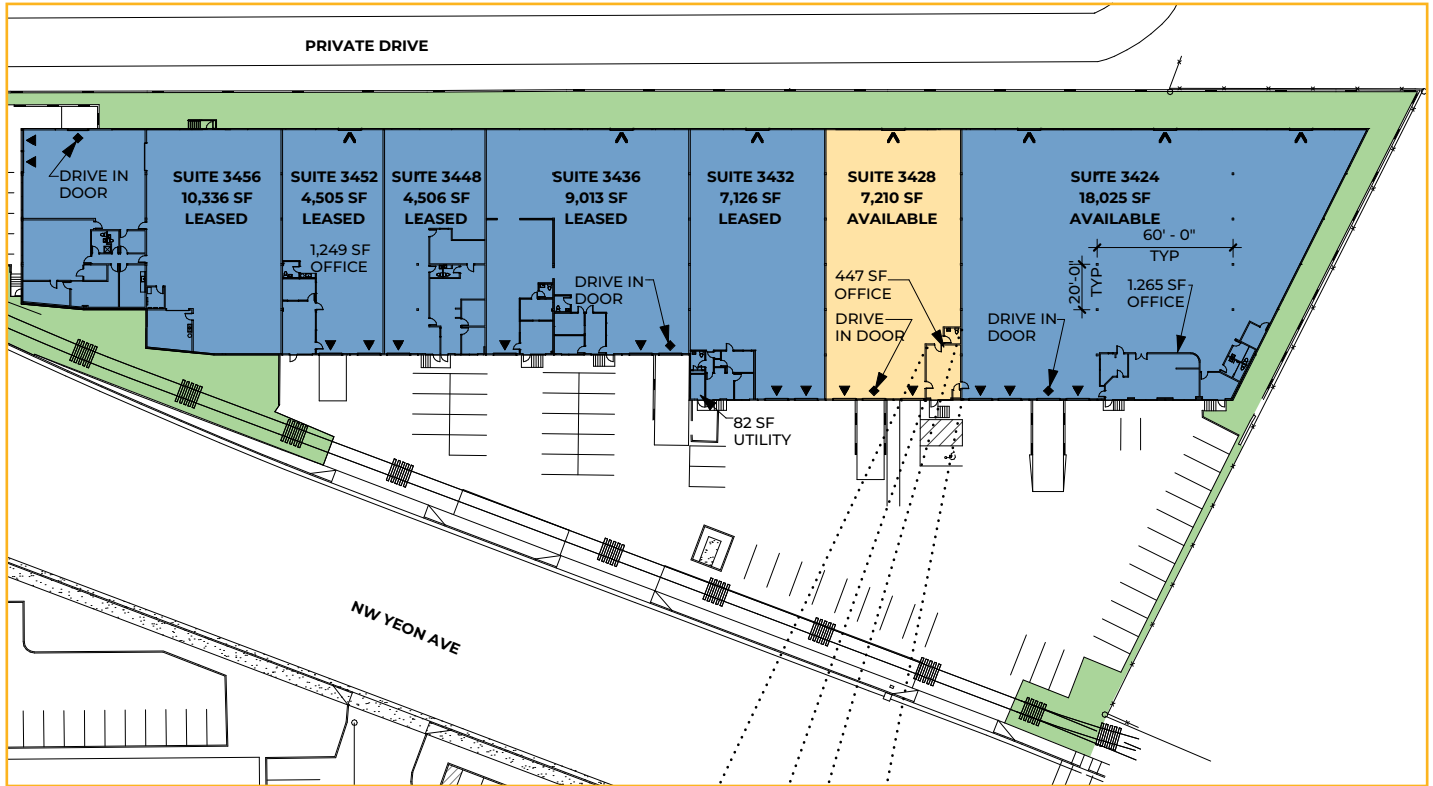 PRIVATE DRIVE
DRIVE IN
DOOR
SUITE 3456
10,336 SF
LEASED
SUITE 3452
4,505 SF
LEASED
1,249 SF
OFFICE
SUITE 3448
4,506 SF
LEASED
SUITE 3436
9,013 SF
LEASED
DRIVE IN
DOOR
SUITE 3432
7,126 SF
LEASED
82 SF
UTILITY
SUITE 3428
7,210 SF
AVAILABLE
447 SF
OFFICE
DRIVE
IN DOOR
SUITE 3424
18,025 SF
AVAILABLE
60' - 0"
TYP
20'-0"
TYP
1.265 SF
OFFICE
DRIVE IN
DOOR
NW YEON AVE